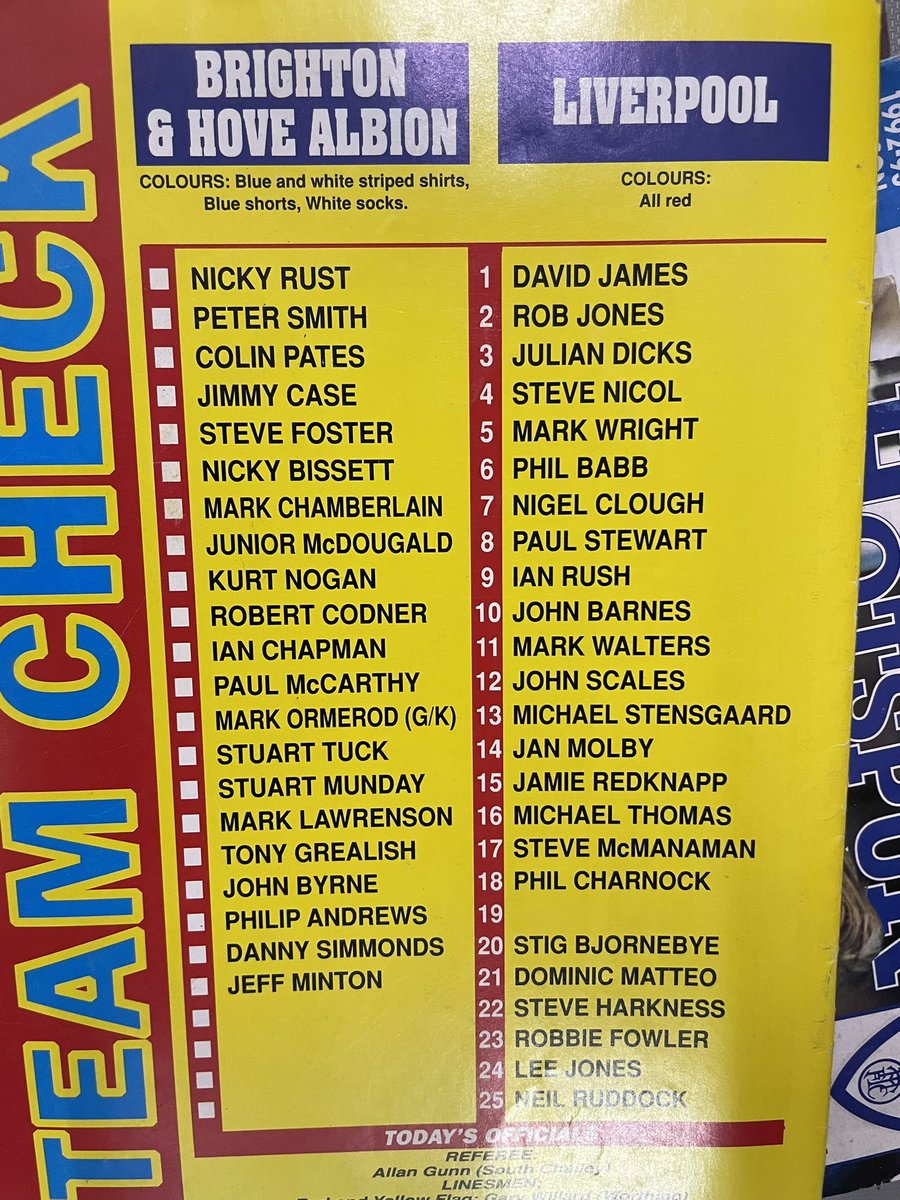 TEAM CHECK
BRIGHTON
& HOVE ALBION
COLOURS: Blue and white striped shirts,
Blue shorts, White socks.
NICKY RUST
PETER SMITH
COLIN PATES
JIMMY CASE
STEVE FOSTER
NICKY BISSETT
MARK CHAMBERLAIN
JUNIOR McDOUGALD
KURT NOGAN
ROBERT CODNER
IAN CHAPMAN
PAUL McCARTHY
MARK ORMEROD (G/K)
STUART TUCK
STUART MUNDAY
MARK LAWRENSON
TONY GREALISH
JOHN BYRNE
PHILIP ANDREWS
DANNY SIMMONDS
JEFF MINTON
LIVERPOOL
COLOURS:
All red
1 DAVID JAMES
2 ROB JONES
3 JULIAN DICKS
4 STEVE NICOL
5 MARK WRIGHT
6 PHIL BABB
7 NIGEL CLOUGH
8 PAUL STEWART
9 IAN RUSH
10 JOHN BARNES
11 MARK WALTERS
12 JOHN SCALES
13 MICHAEL STENSGAARD
14 JAN MOLBY
15 JAMIE REDKNAPP
16 MICHAEL THOMAS
17 STEVE McMANAMAN
18 PHIL CHARNOCK
19
20 STIG BJORNEBYE
21 DOMINIC MATTEO
22 STEVE HARKNESS
23 ROBBIE FOWLER
24 LEE JONES
25 NEIL RUDDOCK
TODAY'S OFFICIALS
REFEREE:
Allan Gunn (South
LINESMEN:
Yellow Flag: Gary Willard (Worthing)